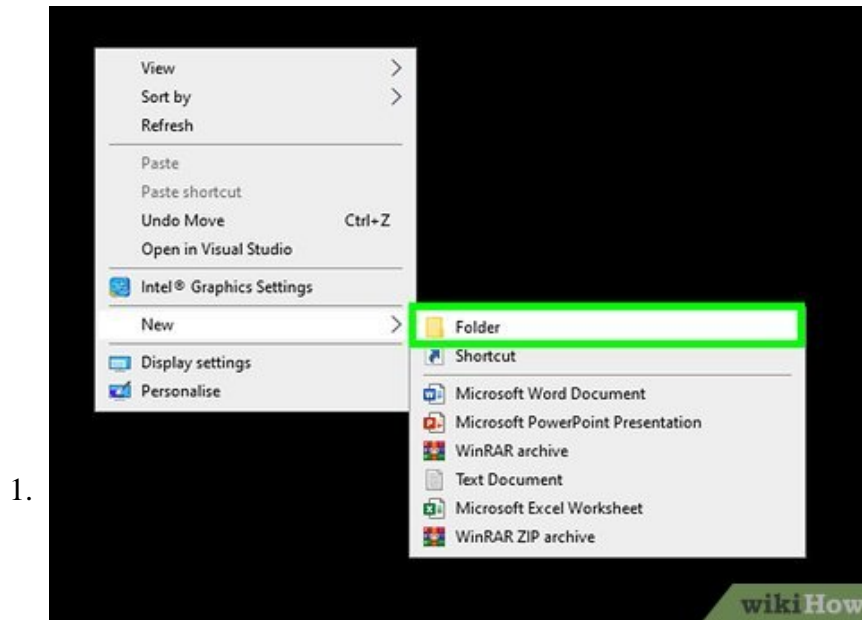 View
Sort by
Refresh
Paste
Paste shortcut
Undo Move Ctrl+Z
Open in Visual Studio
Intel® Graphics Settings
New
Display settings
Personalise
Folder
Shortcut
Microsoft Word Document
Microsoft PowerPoint Presentation
WinRAR archive
Text Document
Microsoft Excel Worksheet
WinRAR ZIP archive
1.
wikiHow